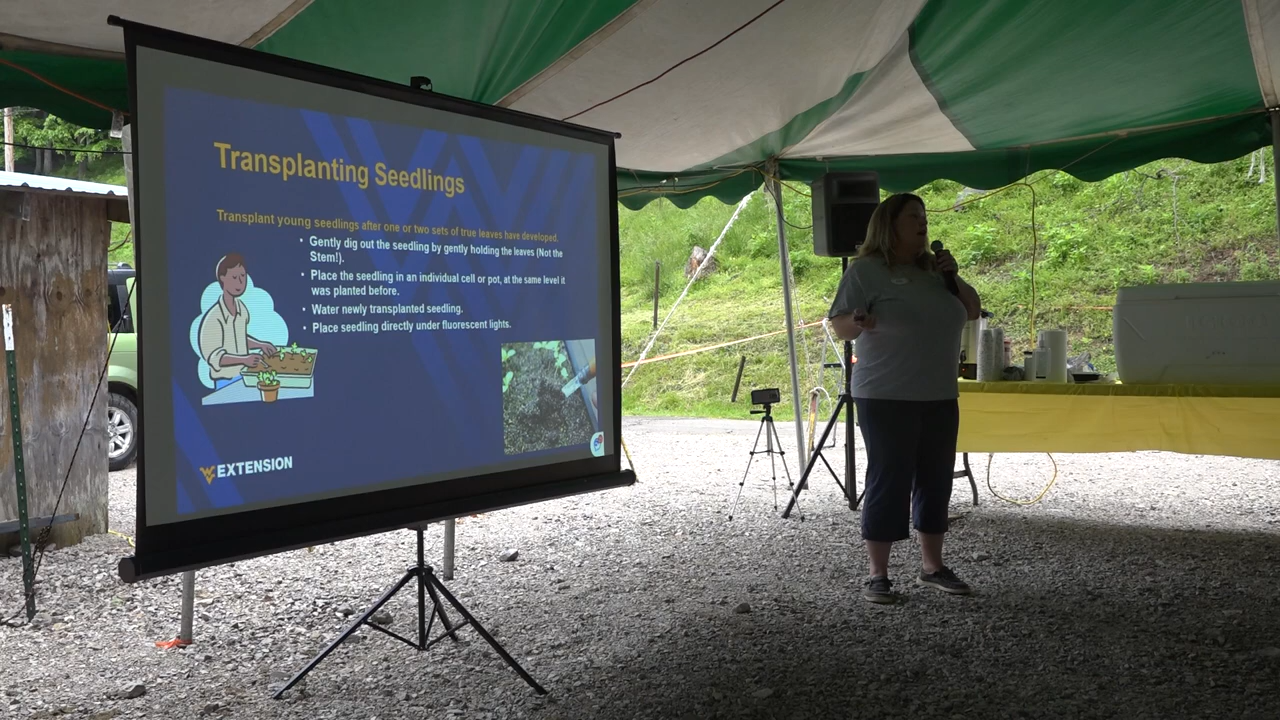 Transplanting Seedlings
Transplant young seedlings after one or two sets of true leaves have developed.
• Gently dig out the seedling by gently holding the leaves (Not the
Stem!).
• Place the seedling in an individual cell or pot, at the same level it
was planted before.
• Water newly transplanted seedling.
• Place seedling directly under fluorescent lights.
WV EXTENSION